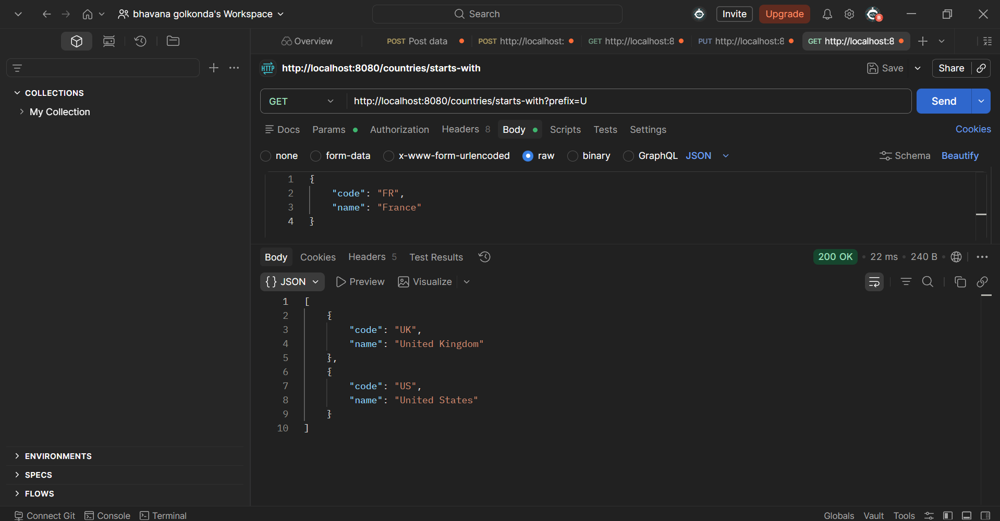 bhavana golkonda's Workspace
Search
Invite
Upgrade
B
Overview
POST Post data
POST http://localhost:
GET http://localhost:8
PUT http://localhost:8
GET http://localhost:8
HTTP http://localhost:8080/countries/starts-with
Save
Share
COLLECTIONS
My Collection
GET
http://localhost:8080/countries/starts-with?prefix=U
Send
Docs
Params
Authorization
Headers 8
Body
Scripts
Tests
Settings
Cookies
none
form-data
x-www-form-urlencoded
raw
binary
GraphQL
JSON
Schema
Beautify
1 {
2 "code": "FR",
3 "name": "France"
4 }
Body
Cookies
Headers 5
Test Results
200 OK
22 ms
240 B
{} JSON
Preview
Visualize
1 [
2 {
3 "code": "UK",
4 "name": "United Kingdom"
5 },
6 {
7 "code": "US",
8 "name": "United States"
9 }
10 ]
ENVIRONMENTS
SPECS
FLOWS
Connect Git
Console
Terminal
Globals
Vault
Tools